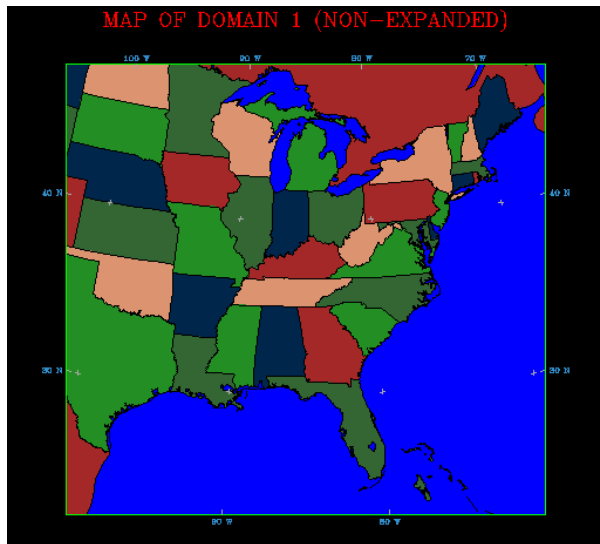 MAP OF DOMAIN 1 (NON-EXPANDED)
100 W 90 W 80 W 70 W
40 N 40 N
30 N 30 N
90 W 80 W